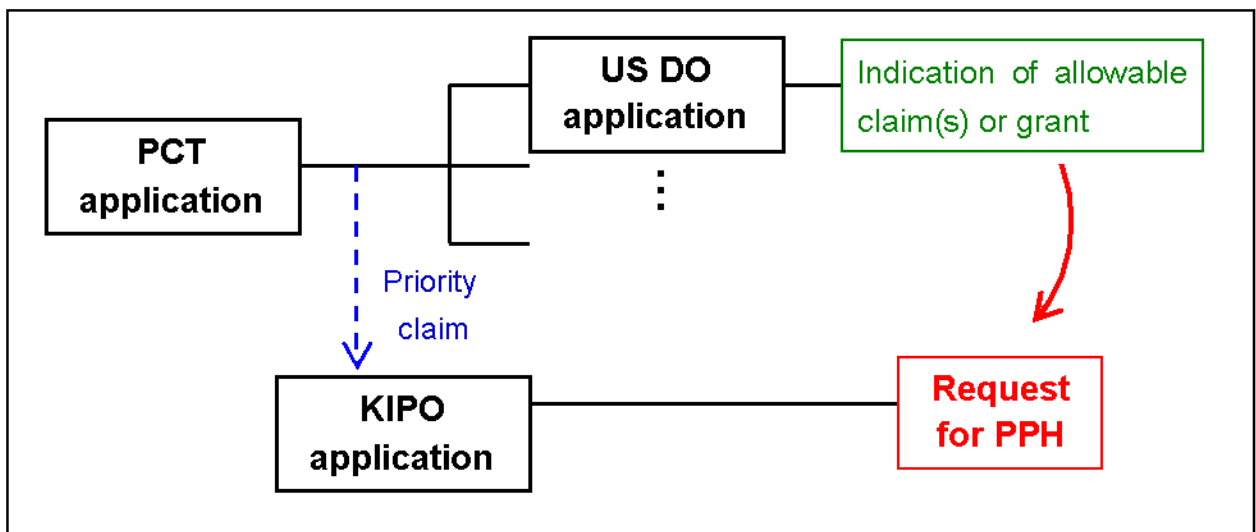 US DO
application
Indication of allowable
claim(s) or grant
PCT
application
⋮
Priority
claim
KIPO
application
Request
for PPH